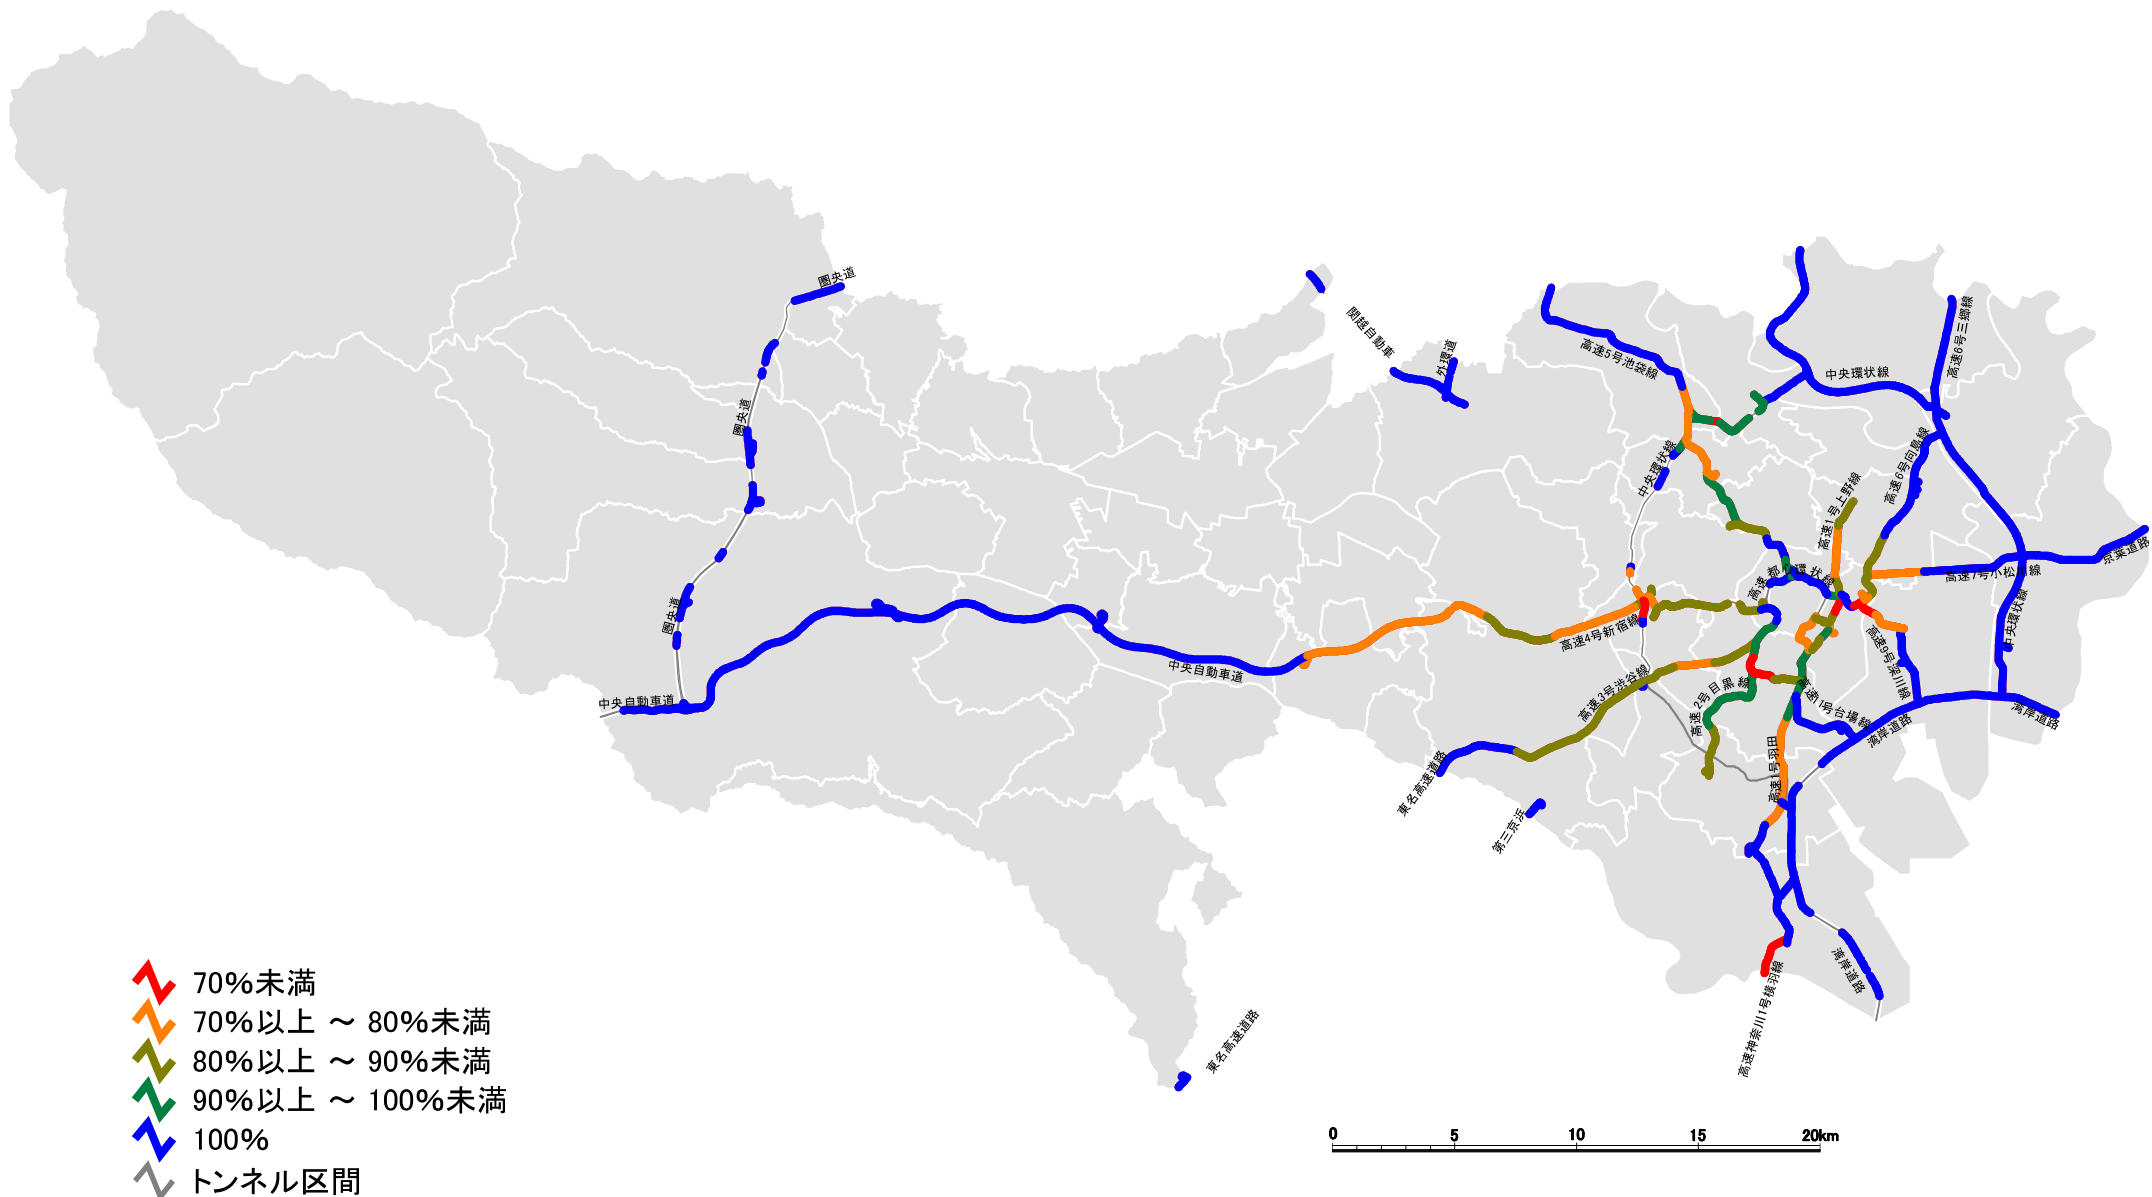 圏央道
関越自動車
外環道
高速5号池袋線
中央環状線
高速6号三郷線
圏央道
中央環状線
高速6号向島線
高速1号上野線
京葉道路
高速都心環状線
高速7号小松川線
圏央道
中央環状線
高速4号新宿線
高速9号深川線
中央自動車道
中央自動車道
高速3号渋谷線
高速2号目黒線
高速1号台場線
湾岸道路
湾岸道路
東名高速道路
高速1号羽田
第三京浜
湾岸道路
高速神奈川1号横羽線
東名高速道路
70%未満
70%以上 ～ 80%未満
80%以上 ～ 90%未満
90%以上 ～ 100%未満
100%
トンネル区間
0 5 10 15 20km